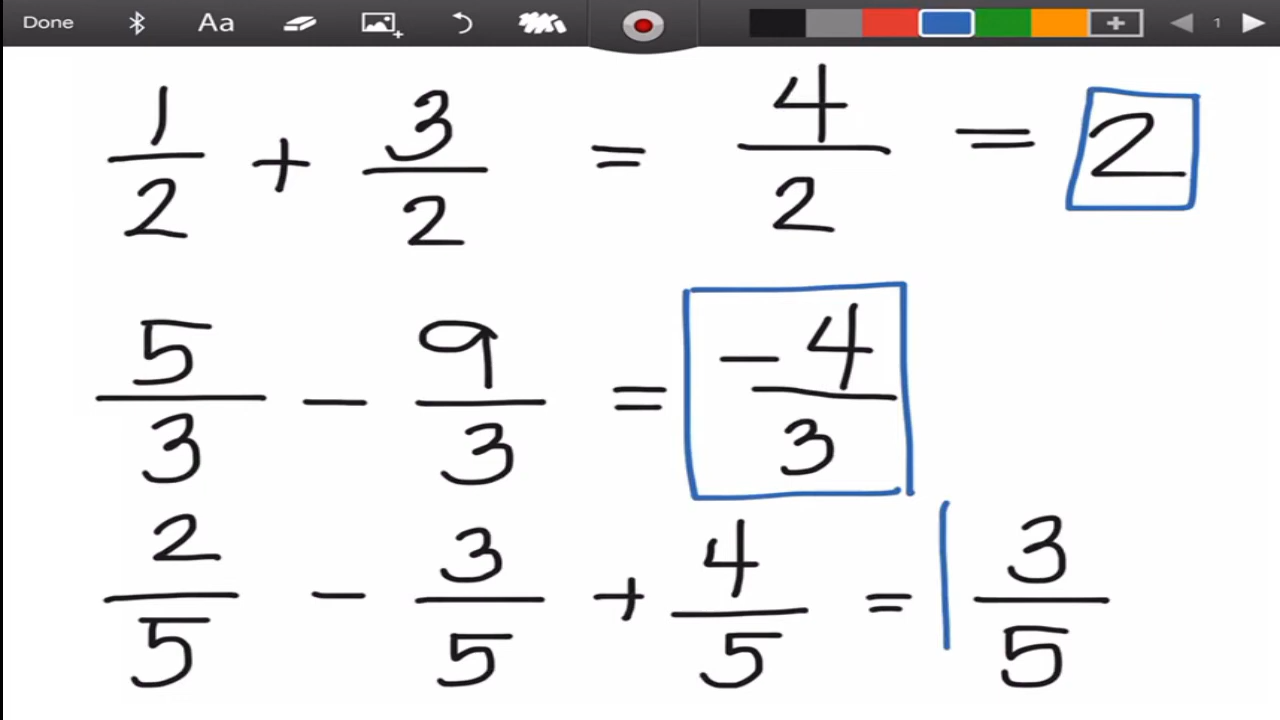 Done Aa 1
1/2 + 3/2 = 4/2 = 2
5/3 - 9/3 = -4/3
2/5 - 3/5 + 4/5 = 3/5